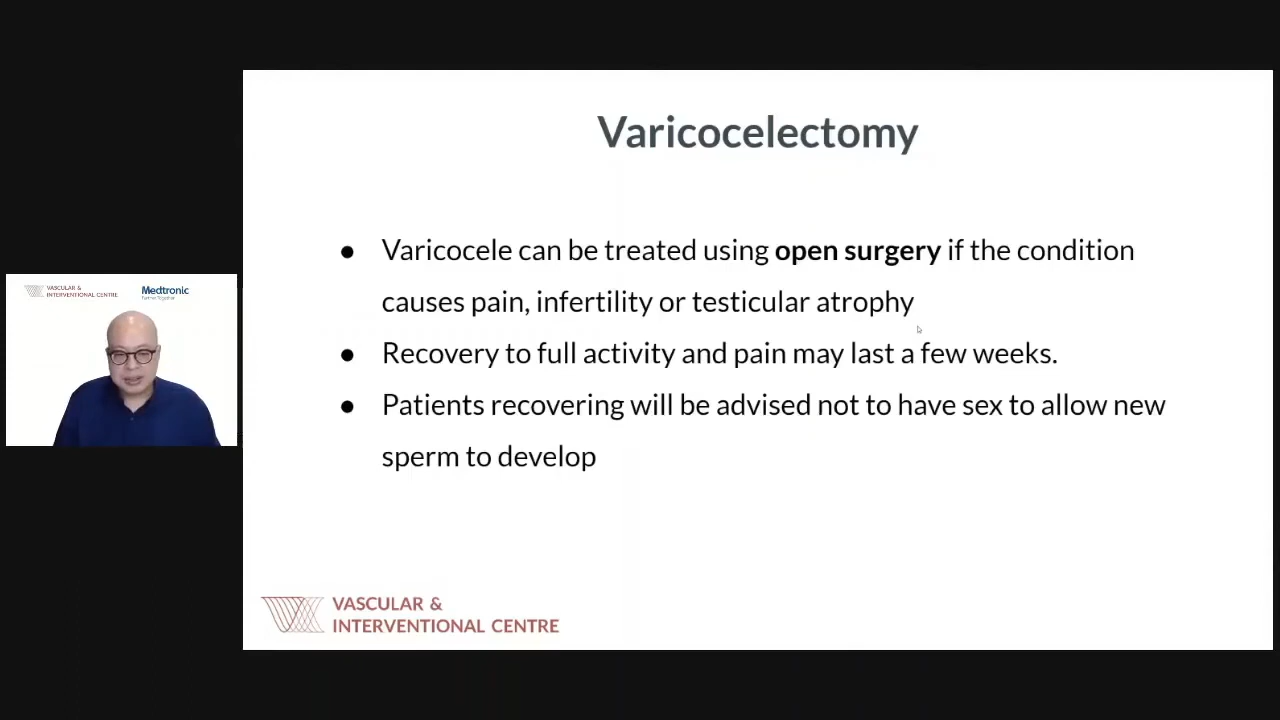 Varicocelectomy
● Varicocele can be treated using open surgery if the condition
causes pain, infertility or testicular atrophy
● Recovery to full activity and pain may last a few weeks.
● Patients recovering will be advised not to have sex to allow new
sperm to develop
VASCULAR &
INTERVENTIONAL CENTRE
Medtronic
VASCULAR &
INTERVENTIONAL CENTRE